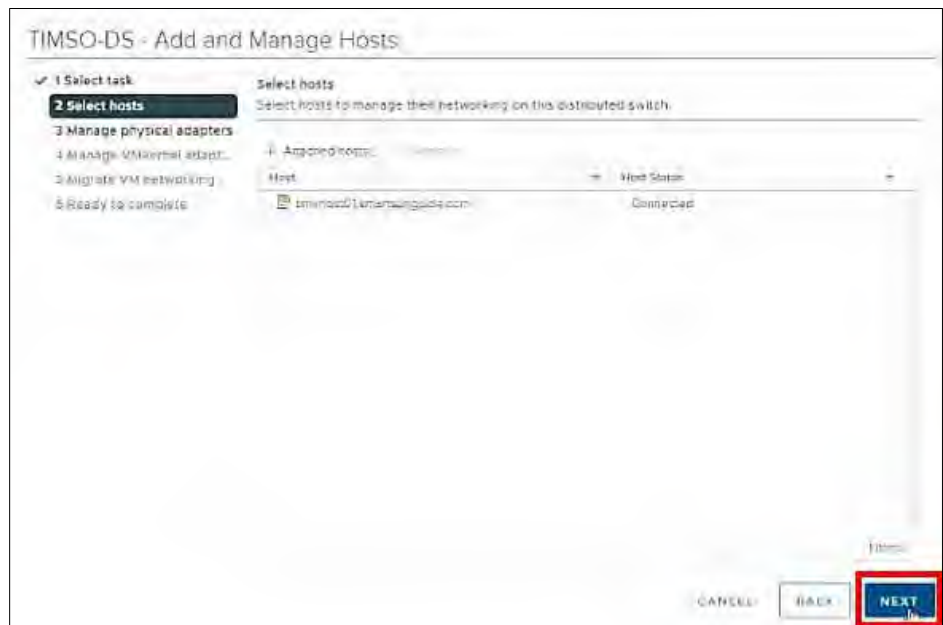 TIMSO-DS - Add and Manage Hosts
✓ 1 Select task
2 Select hosts
3 Manage physical adapters
4 Manage VMkernel adapt...
5 Migrate VM networking
6 Ready to complete
Select hosts
Select hosts to manage their networking on this distributed switch.
+ Attached hosts...
Host
Host Status
Connected
CANCEL
BACK
NEXT